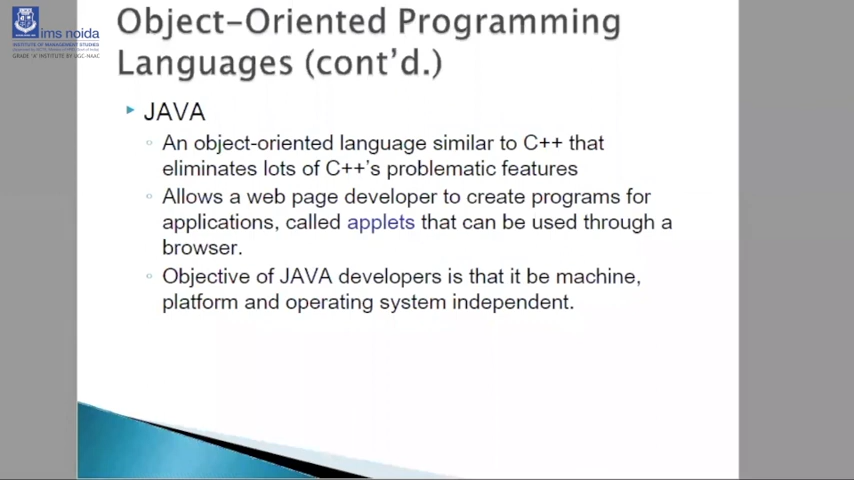 Object-Oriented Programming
Languages (cont'd.)
ims noida
INSTITUTE OF MANAGEMENT STUDIES
GRADE 'A' INSTITUTE BY UGC-NAAC
JAVA
An object-oriented language similar to C++ that
eliminates lots of C++'s problematic features
Allows a web page developer to create programs for
applications, called applets that can be used through a
browser.
Objective of JAVA developers is that it be machine,
platform and operating system independent.